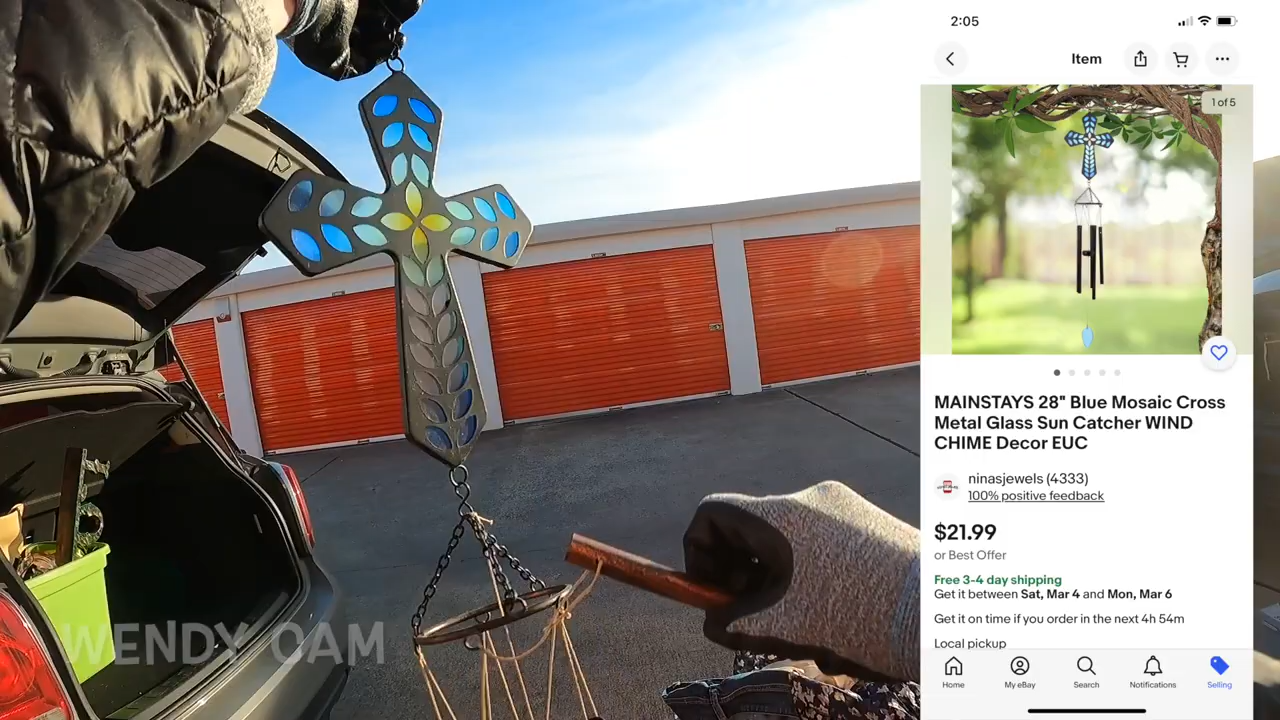 WENDY OAM
2:05
Item
1 of 5
MAINSTAYS 28" Blue Mosaic Cross
Metal Glass Sun Catcher WIND
CHIME Decor EUC
ninasjewels (4333)
100% positive feedback
$21.99
or Best Offer
Free 3-4 day shipping
Get it between Sat, Mar 4 and Mon, Mar 6
Get it on time if you order in the next 4h 54m
Local pickup
Home
My eBay
Search
Notifications
Selling